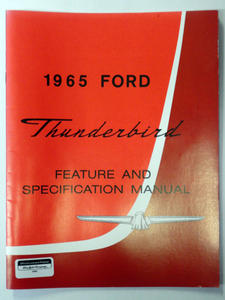 1965 FORD
Thunderbird
FEATURE AND
SPECIFICATION MANUAL